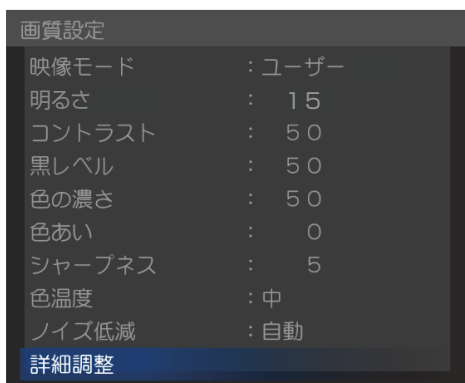 画質設定
映像モード　：ユーザー
明るさ　：　１５
コントラスト　：　５０
黒レベル　：　５０
色の濃さ　：　５０
色あい　：　０
シャープネス　：　５
色温度　：中
ノイズ低減　：自動
詳細調整